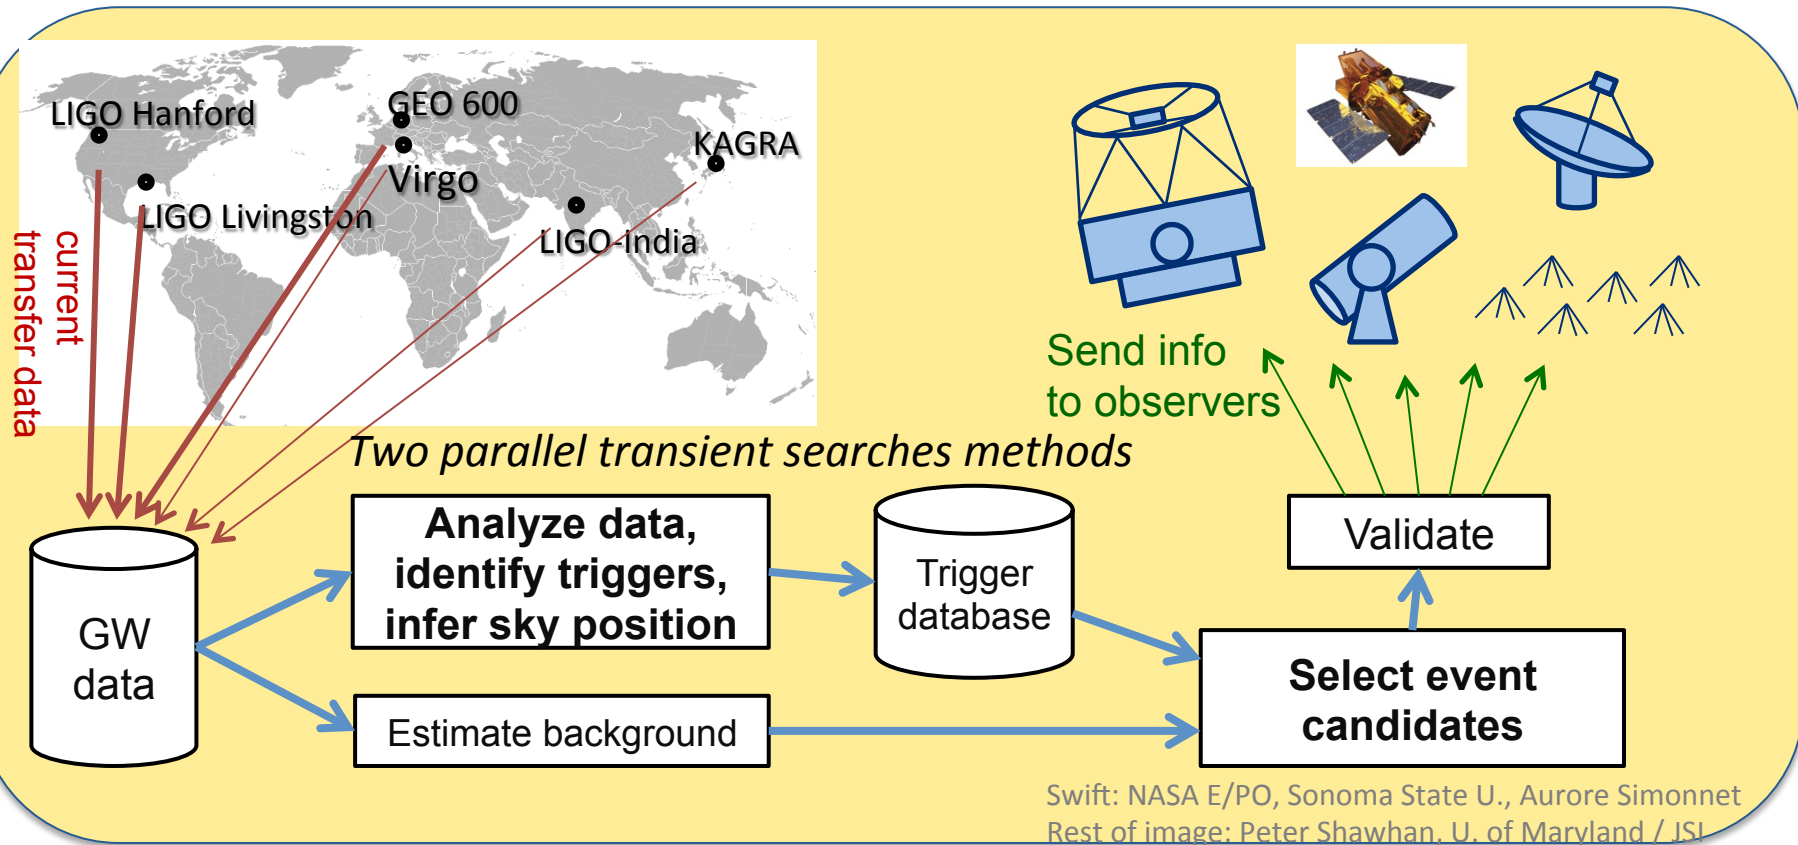 LIGO Hanford
GEO 600
KAGRA
Virgo
LIGO Livingston
LIGO-India
current
transfer data
Send info
to observers
Two parallel transient searches methods
Analyze data,
identify triggers,
infer sky position
Trigger
database
Validate
GW
data
Estimate background
Select event
candidates
Swift: NASA E/PO, Sonoma State U., Aurore Simonnet
Rest of image: Peter Shawhan, U. of Maryland / JSI